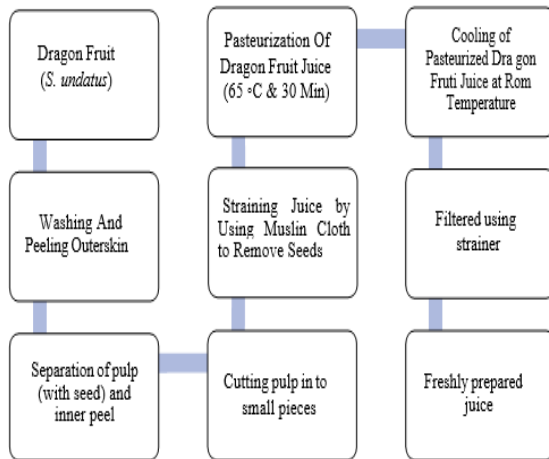 Dragon Fruit
(S. undatus)
Washing And
Peeling Outerskin
Separation of pulp
(with seed) and
inner peel
Cutting pulp in to
small pieces
Straining Juice by
Using Muslin Cloth
to Remove Seeds
Pasteurization Of
Dragon Fruit Juice
(65 ◦C & 30 Min)
Cooling of
Pasteurized Dra gon
Fruti Juice at Rom
Temperature
Filtered using
strainer
Freshly prepared
juice